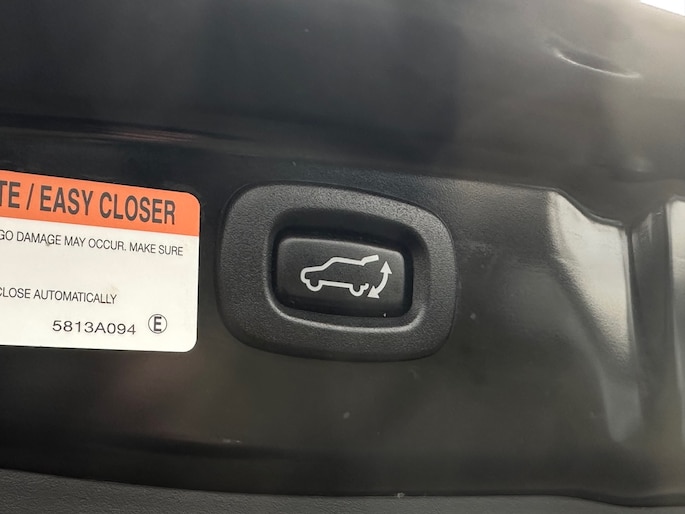 TE / EASY CLOSER
GO DAMAGE MAY OCCUR. MAKE SURE
CLOSE AUTOMATICALLY
5813A094 E